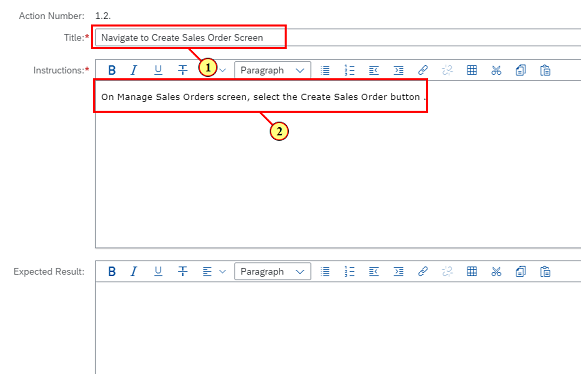 Action Number: 1.2.
Title:* Navigate to Create Sales Order Screen
1
Instructions:* B I U T Paragraph
On Manage Sales Orders screen, select the Create Sales Order button .
2
Expected Result: B I U T Paragraph